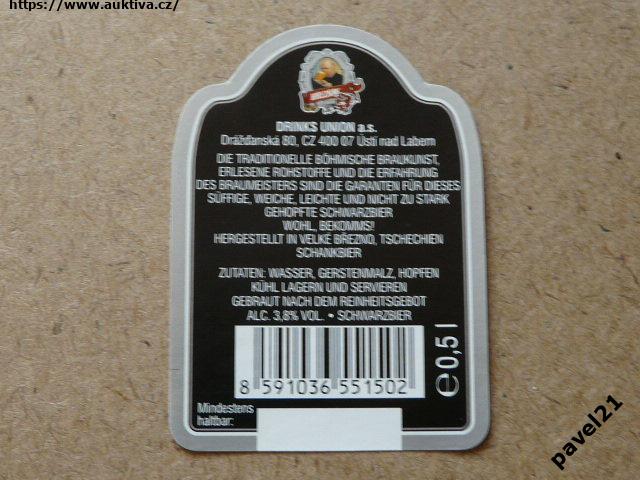 https://www.auktiva.cz/
DRINKS UNION a.s.
Drážďanská 80, CZ 400 07 Ústí nad Labem
DIE TRADITIONELLE BÖHMISCHE BRAUKUNST,
ERLESENE ROHSTOFFE UND DIE ERFAHRUNG
DES BRAUMEISTERS SIND DIE GARANTEN FÜR DIESES
SÜFFIGE, WEICHE, LEICHTE UND NICHT ZU STARK
GEHOPFTE SCHWARZBIER
WOHL, BEKOMM'S!
HERGESTELLT IN VELKÉ BŘEZNO, TSCHECHIEN
SCHANKBIER
ZUTATEN: WASSER, GERSTENMALZ, HOPFEN
KÜHL LAGERN UND SERVIEREN
GEBRAUT NACH DEM REINHEITSGEBOT
ALC. 3,8% VOL. • SCHWARZBIER
8 591036 551502
℮ 0,5 l
Mindestens
haltbar:
pavel21